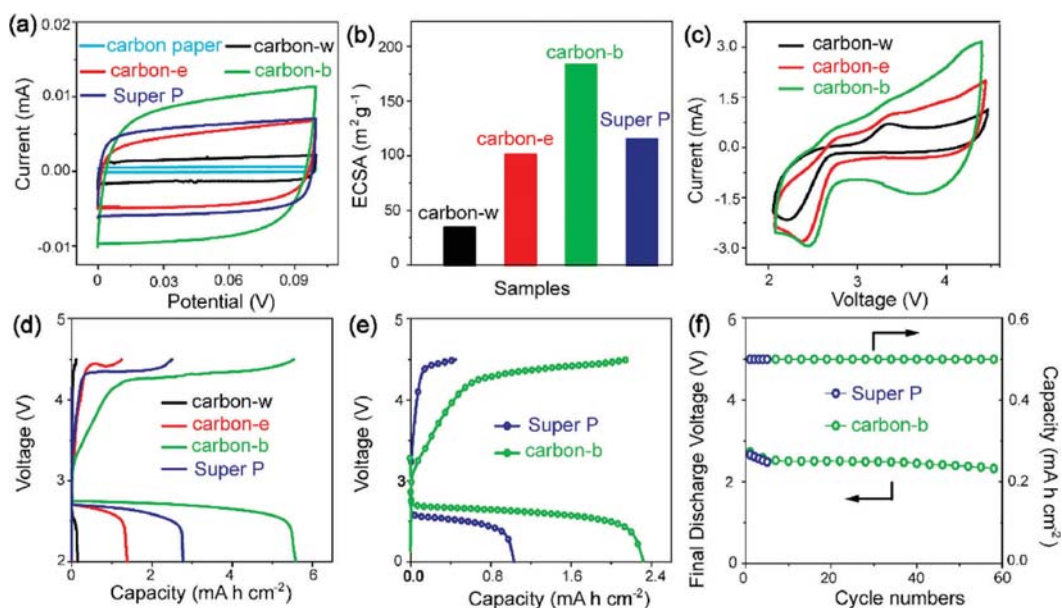 (a)
0.02
0.01
0.00
-0.01
Current (mA)
carbon paper
carbon-w
carbon-e
carbon-b
Super P
0
0.03
0.06
0.09
Potential (V)
(b)
200
150
100
50
0
ECSA (m² g⁻¹)
carbon-w
carbon-e
carbon-b
Super P
Samples
(c)
3.0
1.5
0.0
-1.5
-3.0
Current (mA)
carbon-w
carbon-e
carbon-b
2
3
4
Voltage (V)
(d)
5
4
3
2
Voltage (V)
carbon-w
carbon-e
carbon-b
Super P
0
2
4
6
Capacity (mA h cm⁻²)
(e)
5
4
3
3
0
Voltage (V)
Super P
carbon-b
0.0
0.8
1.6
2.4
Capacity (mA h cm⁻²)
(f)
6
4
2
0
Final Discharge Voltage (V)
Super P
carbon-b
0.6
0.4
0.2
0.0
Capacity
(mA h cm⁻²)
0
20
40
60
Cycle numbers